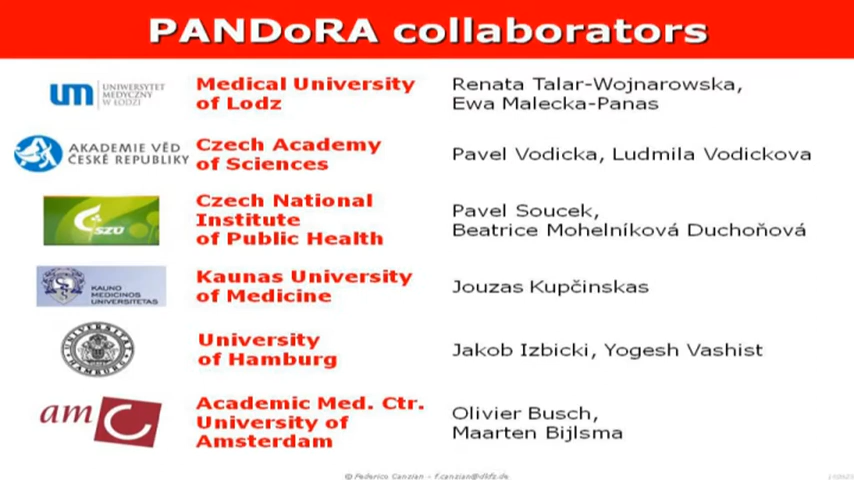 PANDoRA collaborators
um UNIWERSYTET
MEDYCZNY
W ŁODZI
Medical University
of Lodz
Renata Talar-Wojnarowska,
Ewa Malecka-Panas
AKADEMIE VĚD
ČESKÉ REPUBLIKY
Czech Academy
of Sciences
Pavel Vodicka, Ludmila Vodickova
SZÚ
Czech National
Institute
of Public Health
Pavel Soucek,
Beatrice Mohelníková Duchoňová
KAUNO
MEDICINOS
UNIVERSITETAS
Kaunas University
of Medicine
Jouzas Kupčinskas
University
of Hamburg
Jakob Izbicki, Yogesh Vashist
amC
Academic Med. Ctr.
University of
Amsterdam
Olivier Busch,
Maarten Bijlsma
© Federico Canzian – f.canzian@dkfz.de